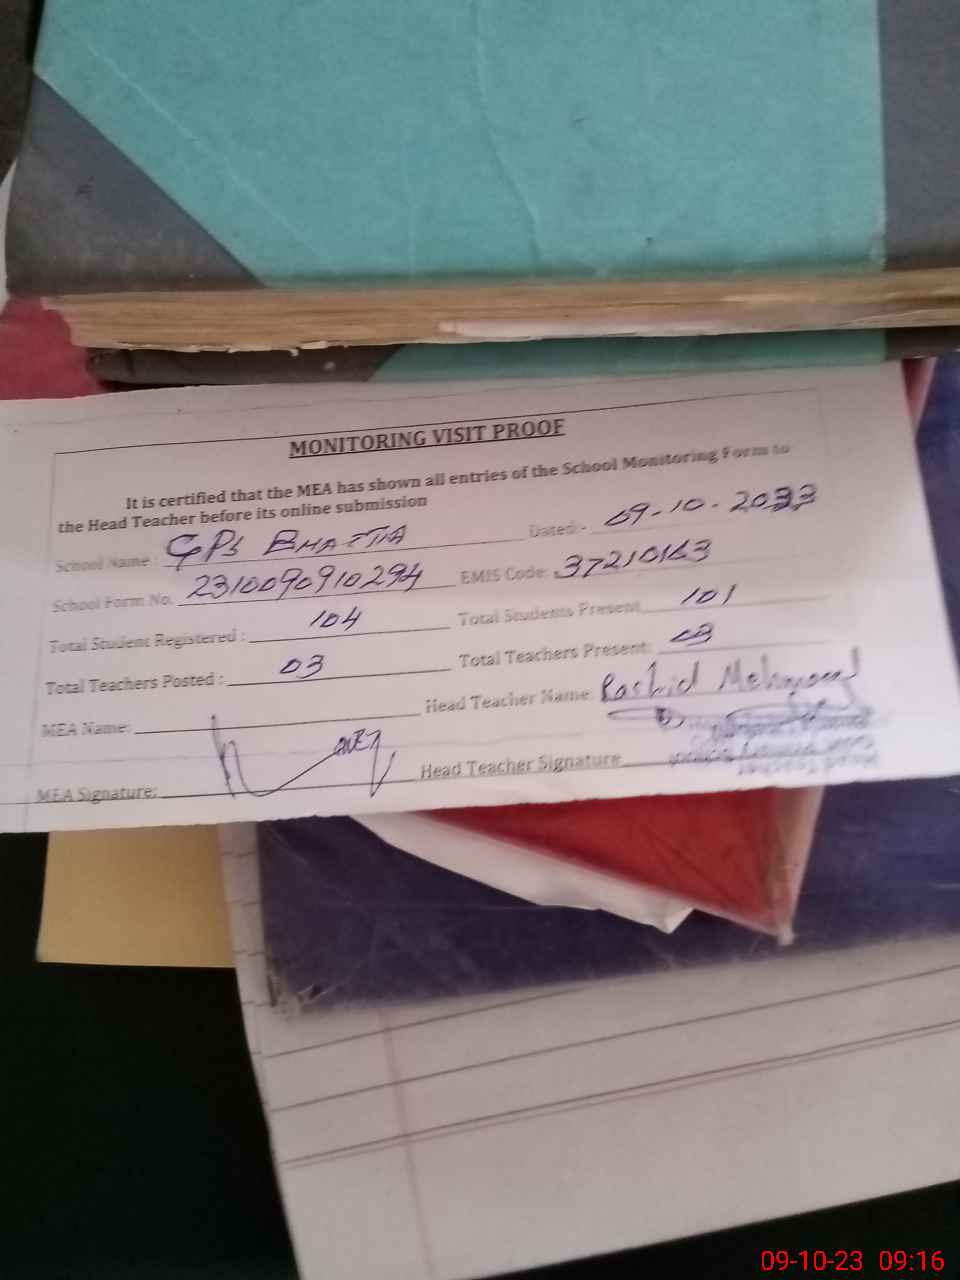 MONITORING VISIT PROOF
It is certified that the MEA has shown all entries of the School Monitoring Form to
the Head Teacher before its online submission
School Name : GPS BHATTIA Dated:- 09-10-2023
School Form No. 2310090910294 EMIS Code: 37210163
Total Student Registered : 104 Total Students Present 101
Total Teachers Posted : 03 Total Teachers Present: 03
MEA Name: Head Teacher Name: Rashid Mehmood
MEA Signature: Head Teacher Signature
Head Teacher
09-10-23 09:16